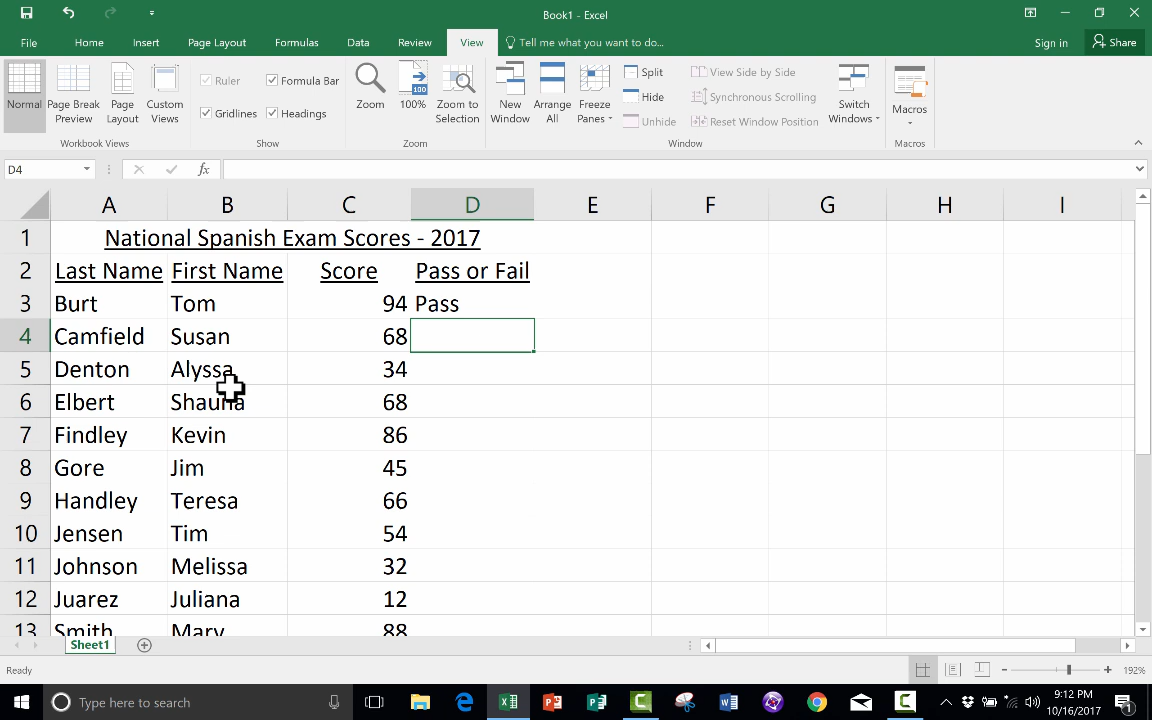 Book1 - Excel
File Home Insert Page Layout Formulas Data Review View Tell me what you want to do... Sign in Share
Normal Page Break Preview Page Layout Custom Views
Workbook Views
Ruler Formula Bar
Gridlines Headings
Show
Zoom 100% Zoom to Selection
Zoom
New Window Arrange All Freeze Panes
Split
Hide
Unhide
View Side by Side
Synchronous Scrolling
Reset Window Position
Switch Windows
Window
Macros
Macros
D4 fx
A B C D E F G H I
1 National Spanish Exam Scores - 2017
2 Last Name First Name Score Pass or Fail
3 Burt Tom 94 Pass
4 Camfield Susan 68
5 Denton Alyssa 34
6 Elbert Shauna 68
7 Findley Kevin 86
8 Gore Jim 45
9 Handley Teresa 66
10 Jensen Tim 54
11 Johnson Melissa 32
12 Juarez Juliana 12
13 Smith Mary 88
Sheet1
Ready 192%
Type here to search
9:12 PM
10/16/2017